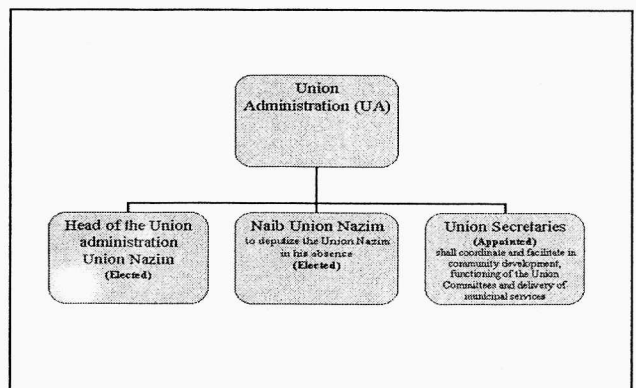 Union
Administration (UA)
Head of the Union
administration
Union Nazim
(Elected)
Naib Union Nazim
to deputize the Union Nazim
in his absence
(Elected)
Union Secretaries
(Appointed)
shall coordinate and facilitate in
community development,
functioning of the Union
Committees and delivery of
municipal services